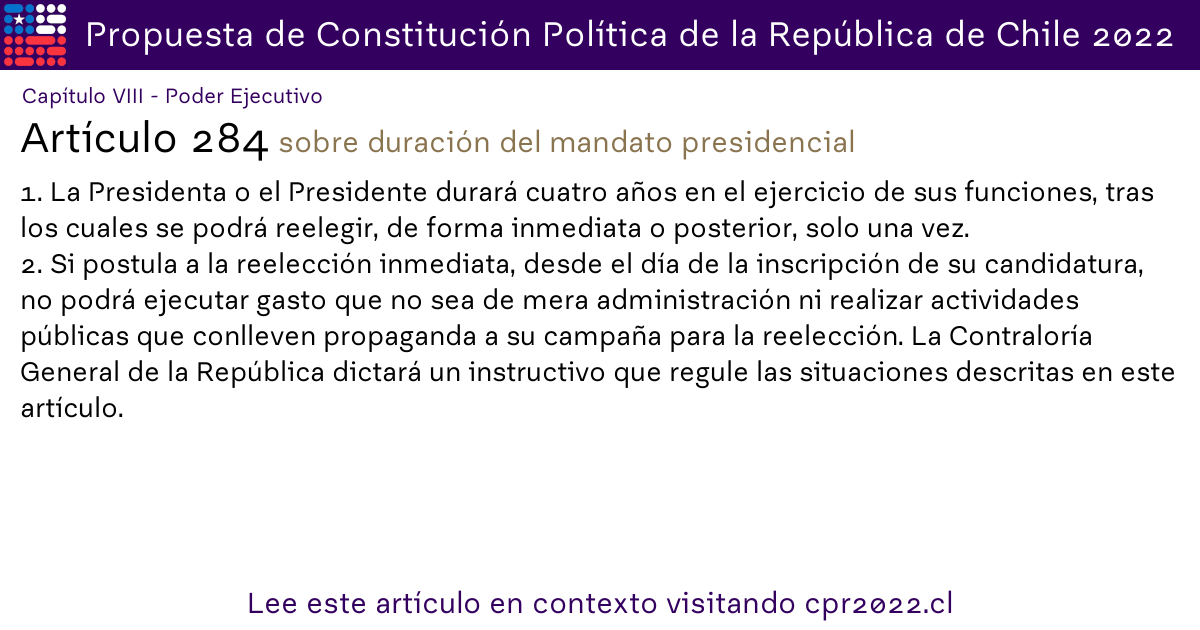 Propuesta de Constitución Política de la República de Chile 2022
Capítulo VIII - Poder Ejecutivo
Artículo 284 sobre duración del mandato presidencial
1. La Presidenta o el Presidente durará cuatro años en el ejercicio de sus funciones, tras
los cuales se podrá reelegir, de forma inmediata o posterior, solo una vez.
2. Si postula a la reelección inmediata, desde el día de la inscripción de su candidatura,
no podrá ejecutar gasto que no sea de mera administración ni realizar actividades
públicas que conlleven propaganda a su campaña para la reelección. La Contraloría
General de la República dictará un instructivo que regule las situaciones descritas en este
artículo.
Lee este artículo en contexto visitando cpr2022.cl